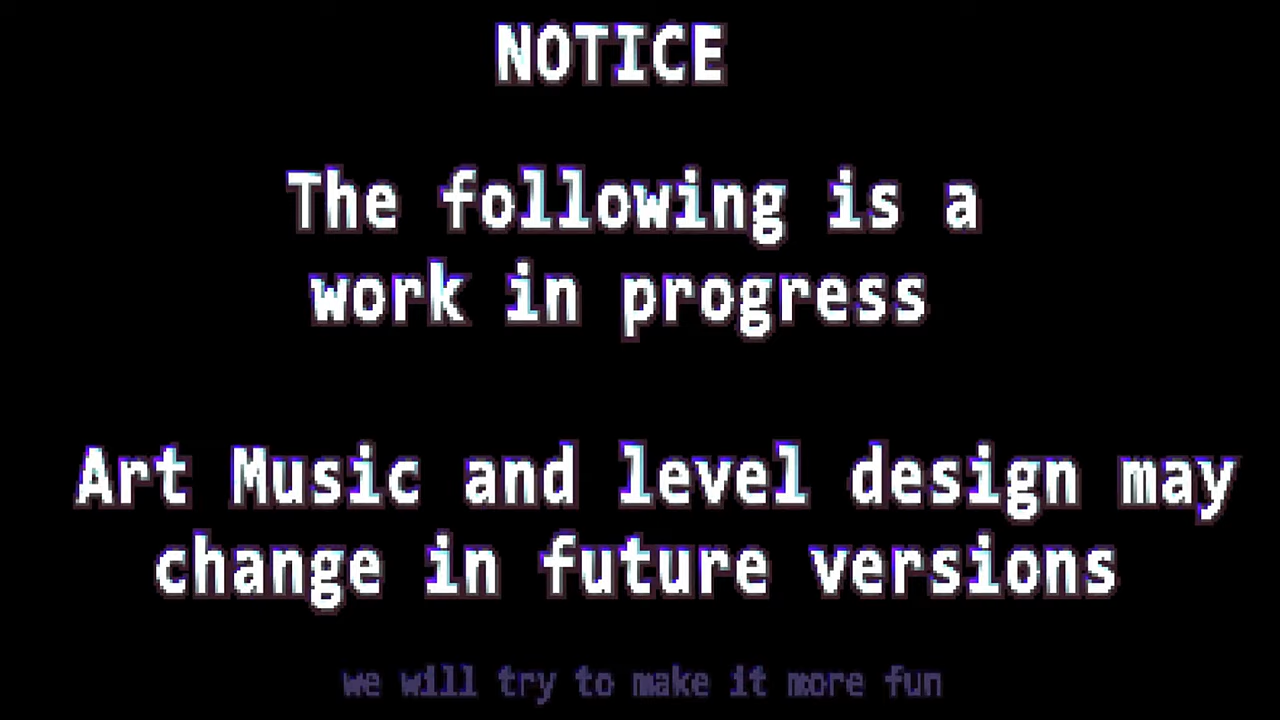 NOTICE
The following is a
work in progress
Art Music and level design may
change in future versions
we will try to make it more fun